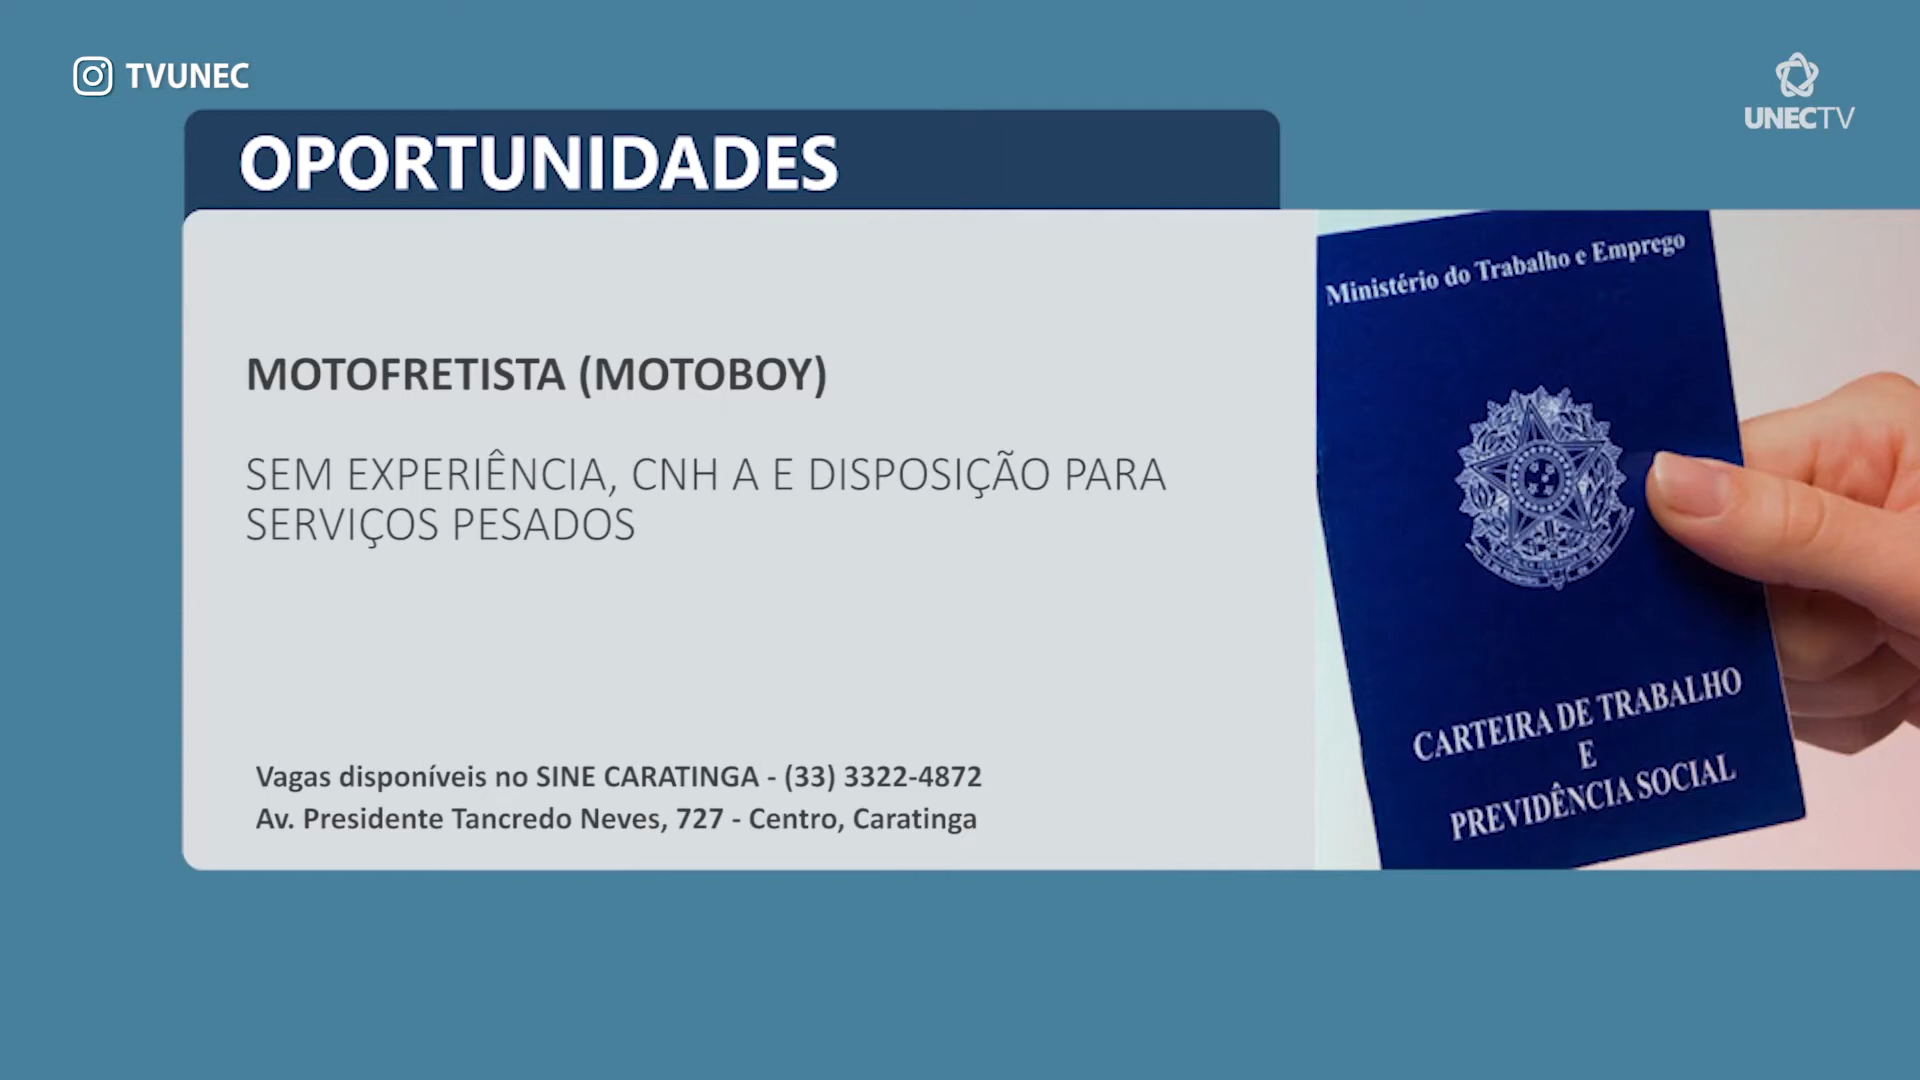 TVUNEC
UNECTV
OPORTUNIDADES
Ministério do Trabalho e Emprego
MOTOFRETISTA (MOTOBOY)
SEM EXPERIÊNCIA, CNH A E DISPOSIÇÃO PARA
SERVIÇOS PESADOS
CARTEIRA DE TRABALHO
E
PREVIDÊNCIA SOCIAL
Vagas disponíveis no SINE CARATINGA - (33) 3322-4872
Av. Presidente Tancredo Neves, 727 - Centro, Caratinga